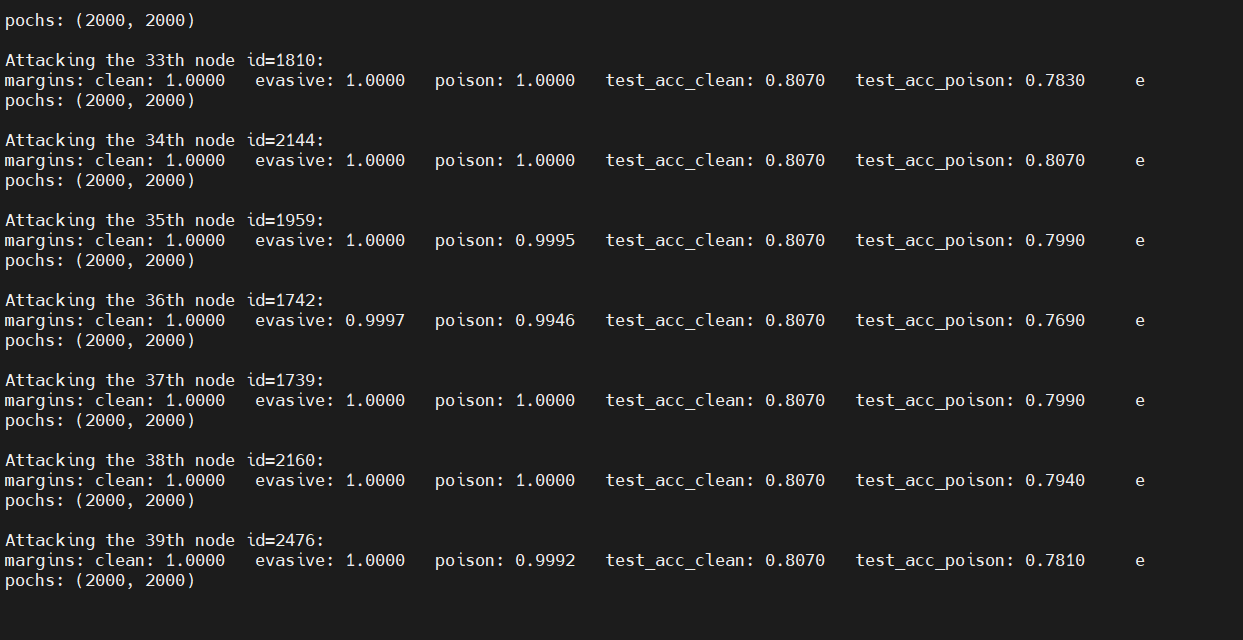 pochs: (2000, 2000)
Attacking the 33th node id=1810:
margins: clean: 1.0000   evasive: 1.0000   poison: 1.0000   test_acc_clean: 0.8070   test_acc_poison: 0.7830     e
pochs: (2000, 2000)
Attacking the 34th node id=2144:
margins: clean: 1.0000   evasive: 1.0000   poison: 1.0000   test_acc_clean: 0.8070   test_acc_poison: 0.8070     e
pochs: (2000, 2000)
Attacking the 35th node id=1959:
margins: clean: 1.0000   evasive: 1.0000   poison: 0.9995   test_acc_clean: 0.8070   test_acc_poison: 0.7990     e
pochs: (2000, 2000)
Attacking the 36th node id=1742:
margins: clean: 1.0000   evasive: 0.9997   poison: 0.9946   test_acc_clean: 0.8070   test_acc_poison: 0.7690     e
pochs: (2000, 2000)
Attacking the 37th node id=1739:
margins: clean: 1.0000   evasive: 1.0000   poison: 1.0000   test_acc_clean: 0.8070   test_acc_poison: 0.7990     e
pochs: (2000, 2000)
Attacking the 38th node id=2160:
margins: clean: 1.0000   evasive: 1.0000   poison: 1.0000   test_acc_clean: 0.8070   test_acc_poison: 0.7940     e
pochs: (2000, 2000)
Attacking the 39th node id=2476:
margins: clean: 1.0000   evasive: 1.0000   poison: 0.9992   test_acc_clean: 0.8070   test_acc_poison: 0.7810     e
pochs: (2000, 2000)